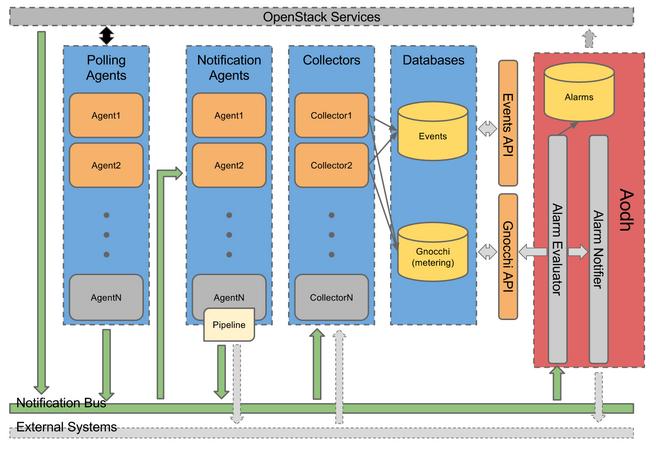 OpenStack Services
Polling
Agents
Agent1
Agent2
AgentN
Notification
Agents
Agent1
Agent2
AgentN
Pipeline
Collectors
Collector1
Collector2
CollectorN
Databases
Events
Gnocchi
(metering)
Events API
Gnocchi API
Alarms
Alarm Evaluator
Alarm Notifier
Aodh
Notification Bus
External Systems